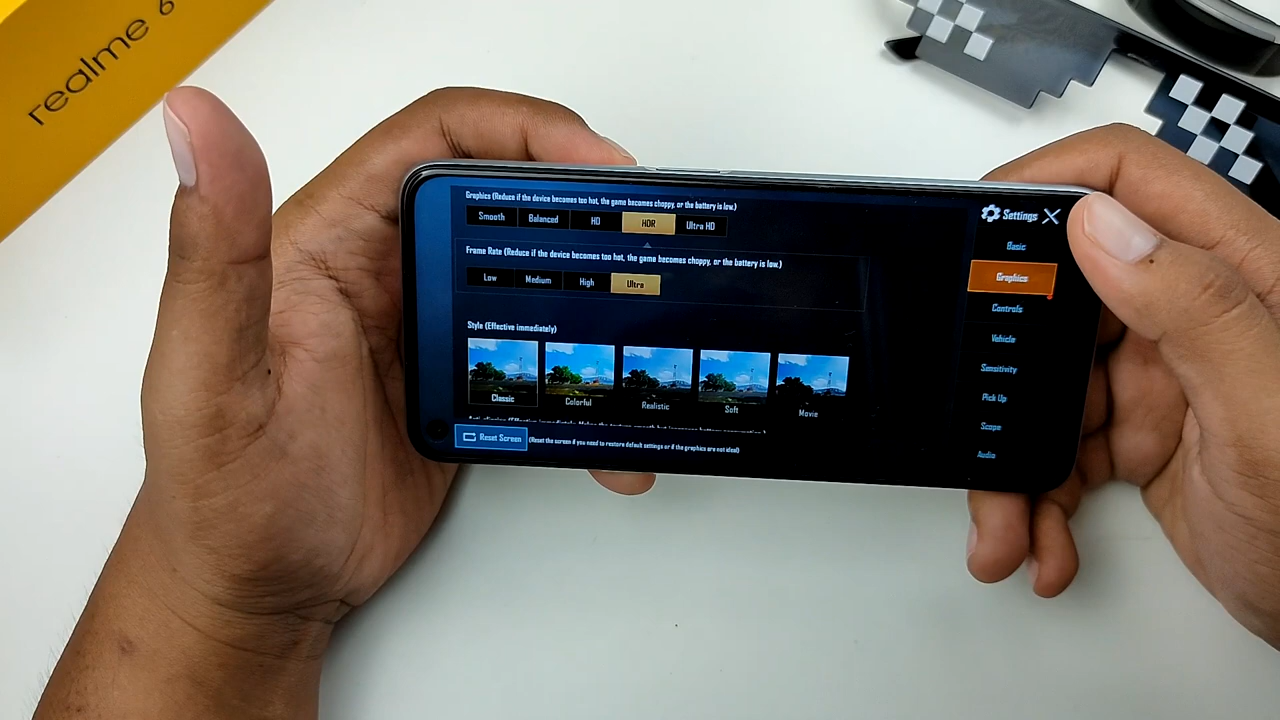 realme 6
Graphics (Reduce if the device becomes too hot, the game becomes choppy, or the battery is low.)
Smooth Balanced HD HDR Ultra HD
Frame Rate (Reduce if the device becomes too hot, the game becomes choppy, or the battery is low.)
Low Medium High Ultra
Style (Effective immediately)
Classic Colorful Realistic Soft Movie
Reset Screen (Reset the screen if you need to restore default settings or if the graphics are not ideal)
Settings
Basic
Graphics
Controls
Vehicle
Sensitivity
Pick Up
Scope
Audio